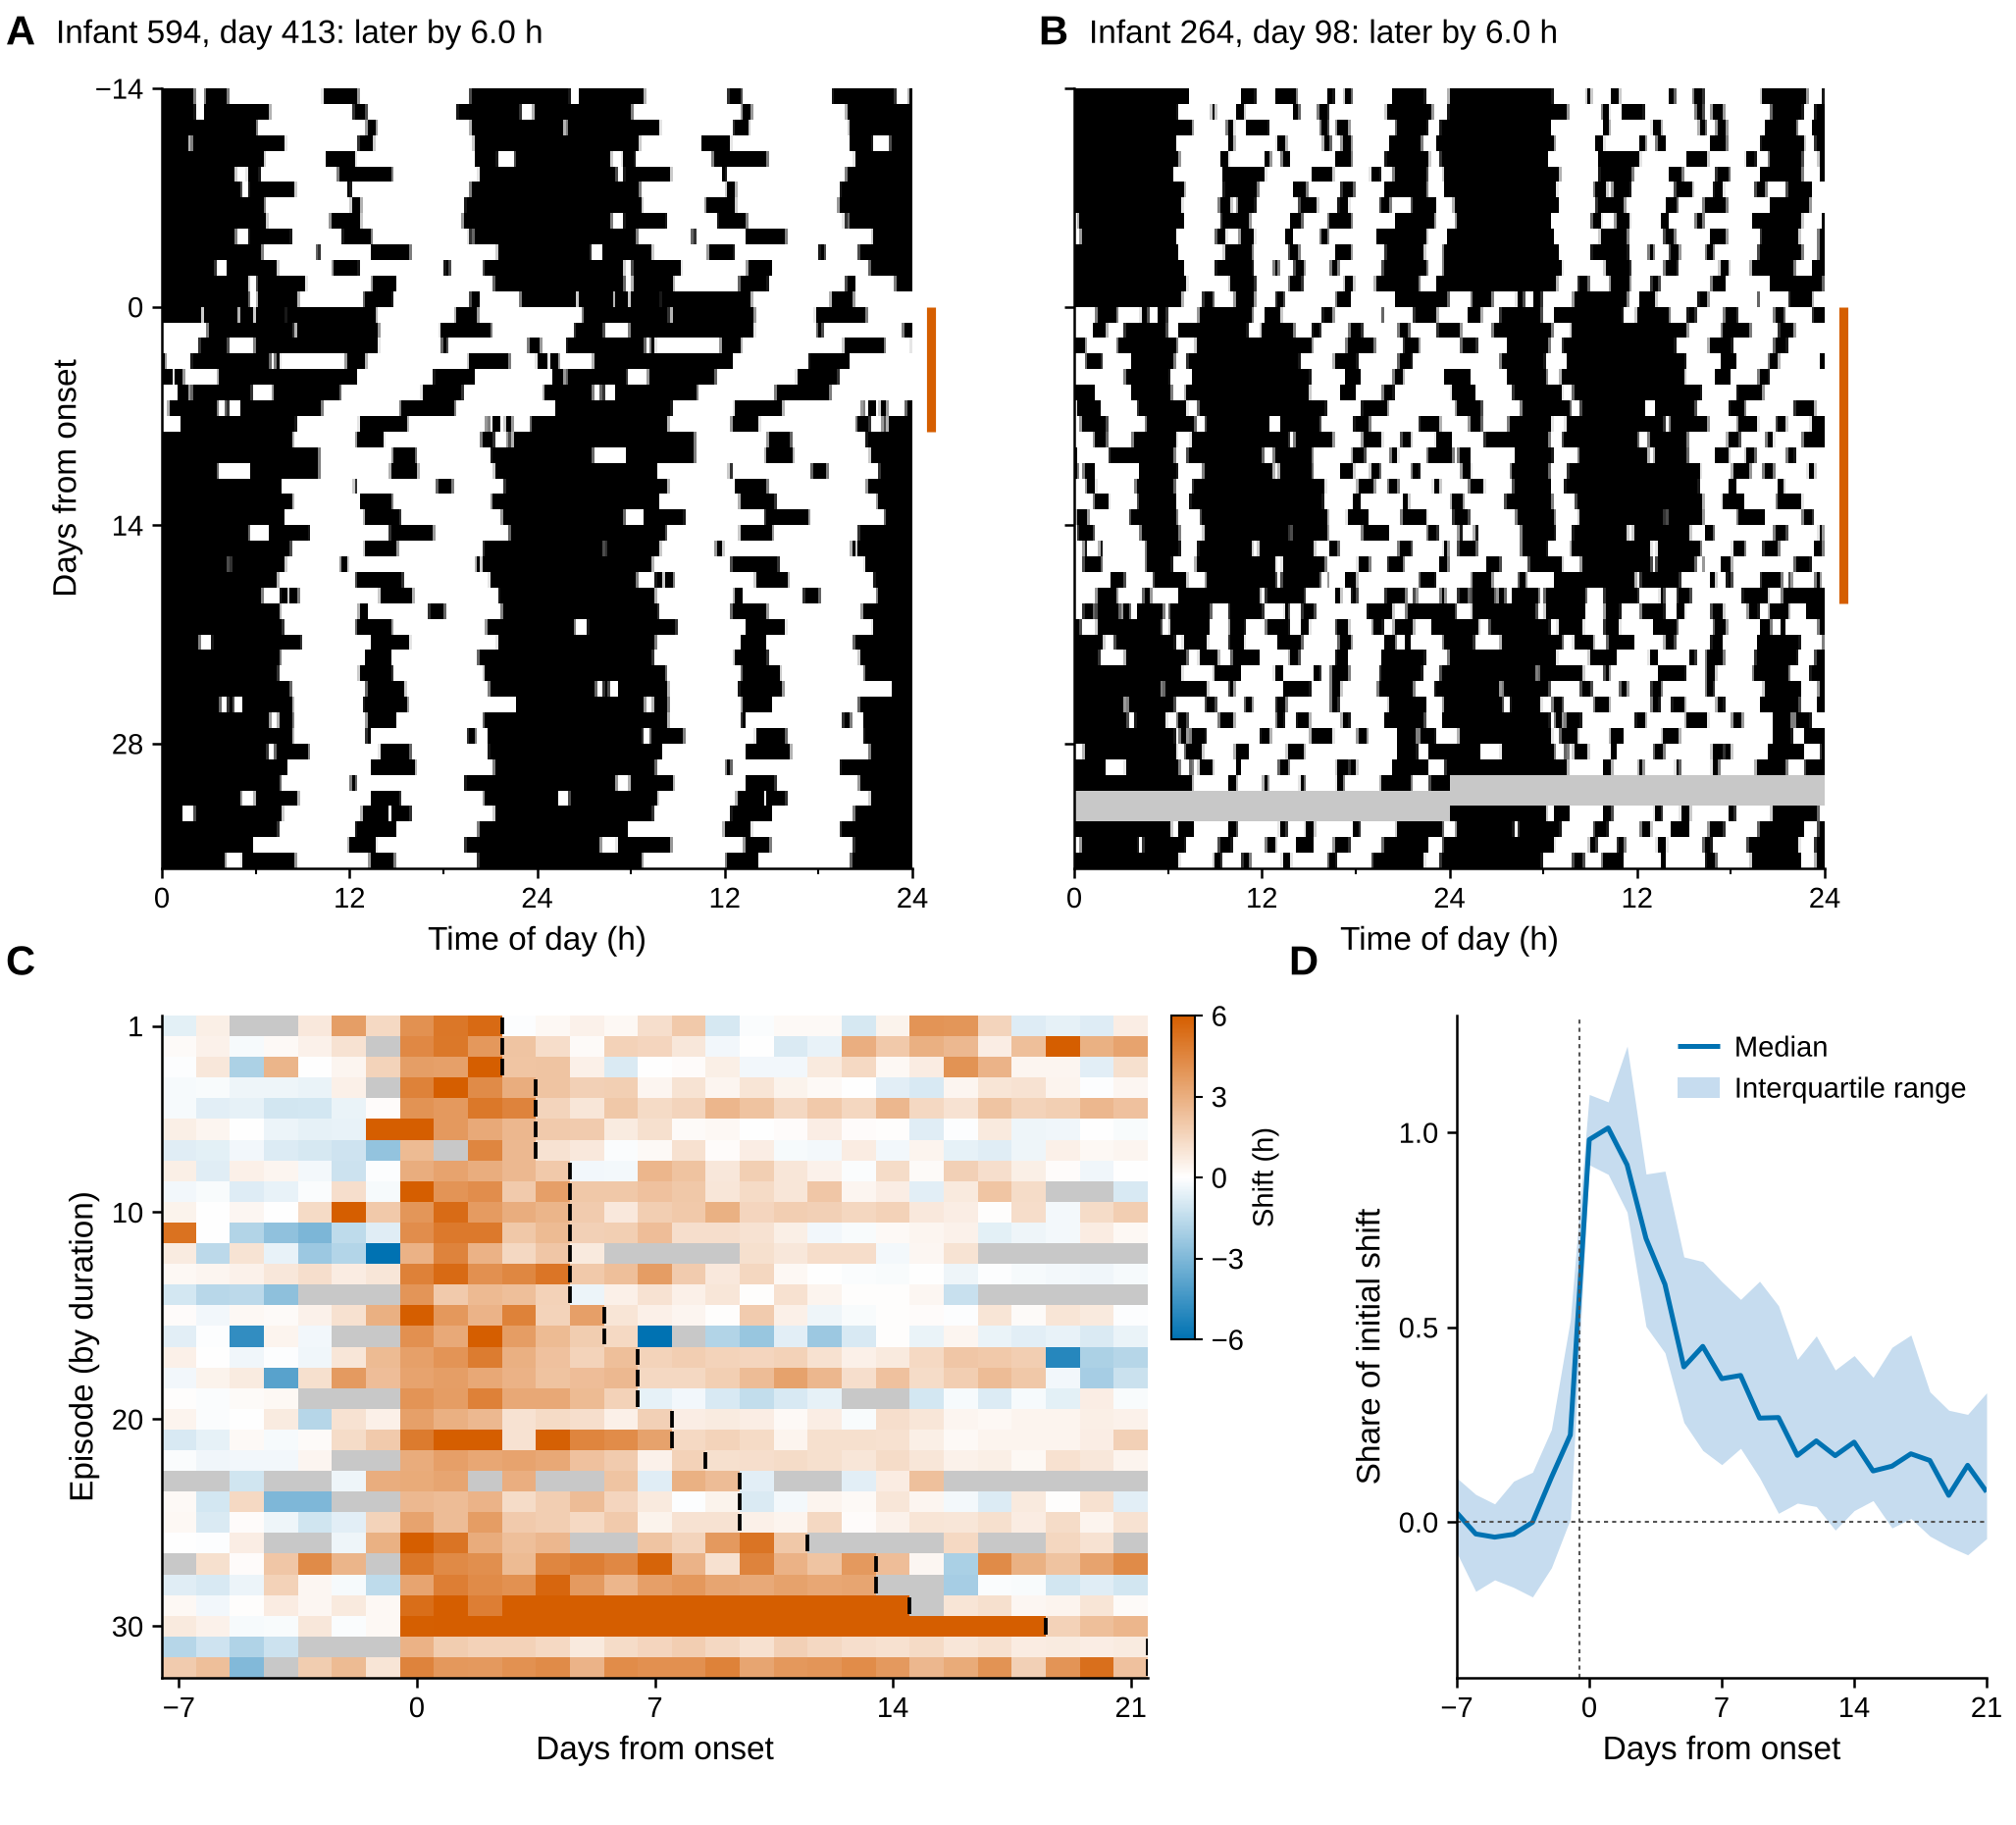 A Infant 594, day 413: later by 6.0 h
B Infant 264, day 98: later by 6.0 h
−14
0
14
28
Days from onset
0 12 24 12 24
Time of day (h)
0 12 24 12 24
Time of day (h)
C
1
10
20
30
Episode (by duration)
−7 0 7 14 21
Days from onset
6
3
0
−3
−6
Shift (h)
D
Median
Interquartile range
1.0
0.5
0.0
Share of initial shift
−7 0 7 14 21
Days from onset